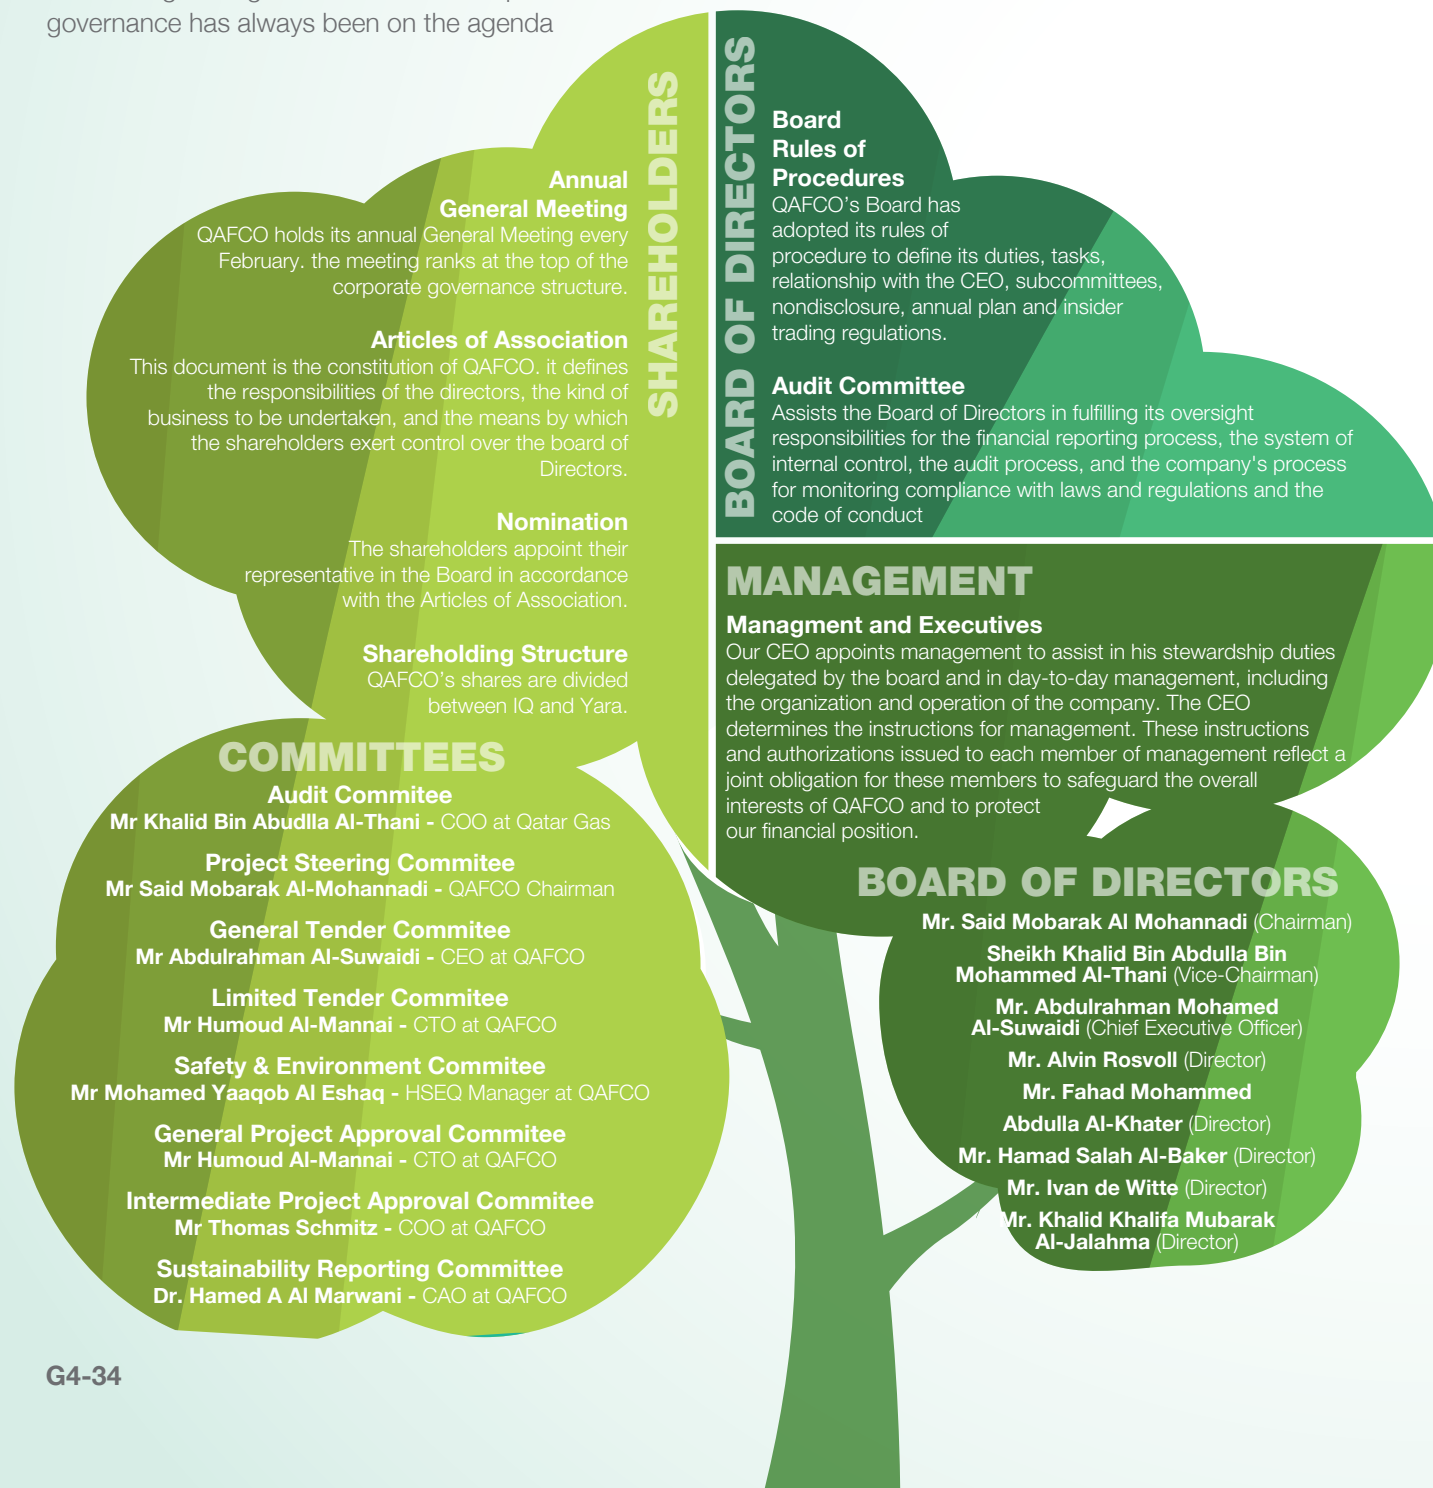 governance has always been on the agenda
SHAREHOLDERS
Annual
General Meeting
QAFCO holds its annual General Meeting every
February. the meeting ranks at the top of the
corporate governance structure.
Articles of Association
This document is the constitution of QAFCO. it defines
the responsibilities of the directors, the kind of
business to be undertaken, and the means by which
the shareholders exert control over the board of
Directors.
Nomination
The shareholders appoint their
representative in the Board in accordance
with the Articles of Association.
Shareholding Structure
QAFCO's shares are divided
between IQ and Yara.
BOARD OF DIRECTORS
Board
Rules of
Procedures
QAFCO's Board has
adopted its rules of
procedure to define its duties, tasks,
relationship with the CEO, subcommittees,
nondisclosure, annual plan and insider
trading regulations.
Audit Committee
Assists the Board of Directors in fulfilling its oversight
responsibilities for the financial reporting process, the system of
internal control, the audit process, and the company's process
for monitoring compliance with laws and regulations and the
code of conduct
MANAGEMENT
Managment and Executives
Our CEO appoints management to assist in his stewardship duties
delegated by the board and in day-to-day management, including
the organization and operation of the company. The CEO
determines the instructions for management. These instructions
and authorizations issued to each member of management reflect a
joint obligation for these members to safeguard the overall
interests of QAFCO and to protect
our financial position.
COMMITTEES
Audit Commitee
Mr Khalid Bin Abudlla Al-Thani - COO at Qatar Gas
Project Steering Commitee
Mr Said Mobarak Al-Mohannadi - QAFCO Chairman
General Tender Commitee
Mr Abdulrahman Al-Suwaidi - CEO at QAFCO
Limited Tender Commitee
Mr Humoud Al-Mannai - CTO at QAFCO
Safety & Environment Commitee
Mr Mohamed Yaaqob Al Eshaq - HSEQ Manager at QAFCO
General Project Approval Commitee
Mr Humoud Al-Mannai - CTO at QAFCO
Intermediate Project Approval Commitee
Mr Thomas Schmitz - COO at QAFCO
Sustainability Reporting Committee
Dr. Hamed A Al Marwani - CAO at QAFCO
BOARD OF DIRECTORS
Mr. Said Mobarak Al Mohannadi (Chairman)
Sheikh Khalid Bin Abdulla Bin
Mohammed Al-Thani (Vice-Chairman)
Mr. Abdulrahman Mohamed
Al-Suwaidi (Chief Executive Officer)
Mr. Alvin Rosvoll (Director)
Mr. Fahad Mohammed
Abdulla Al-Khater (Director)
Mr. Hamad Salah Al-Baker (Director)
Mr. Ivan de Witte (Director)
Mr. Khalid Khalifa Mubarak
Al-Jalahma (Director)
G4-34